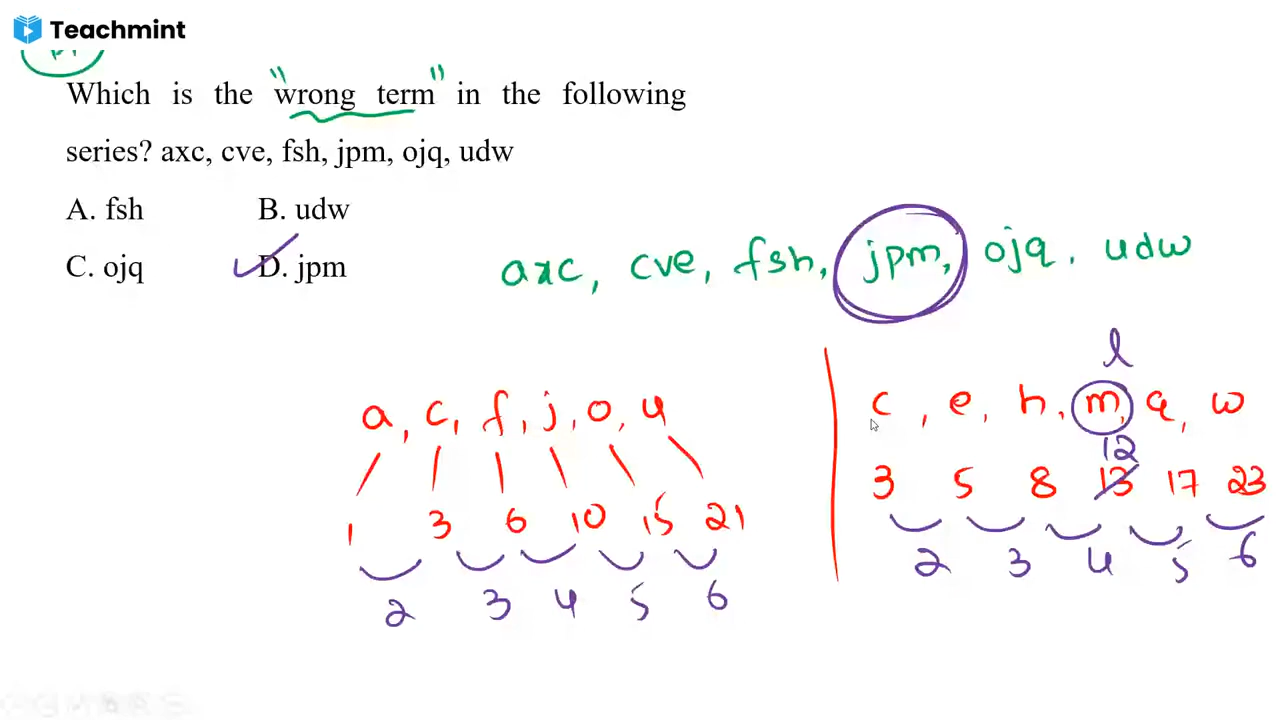 Teachmint
Which is the "wrong term" in the following
series? axc, cve, fsh, jpm, ojq, udw
A. fsh B. udw
C. ojq D. jpm
axc, cve, fsh, jpm, ojq, udw
a, c, f, j, o, u
1 3 6 10 15 21
2 3 4 5 6
l
c, e, h, m, q, w
12
3 5 8 13 17 23
2 3 4 5 6